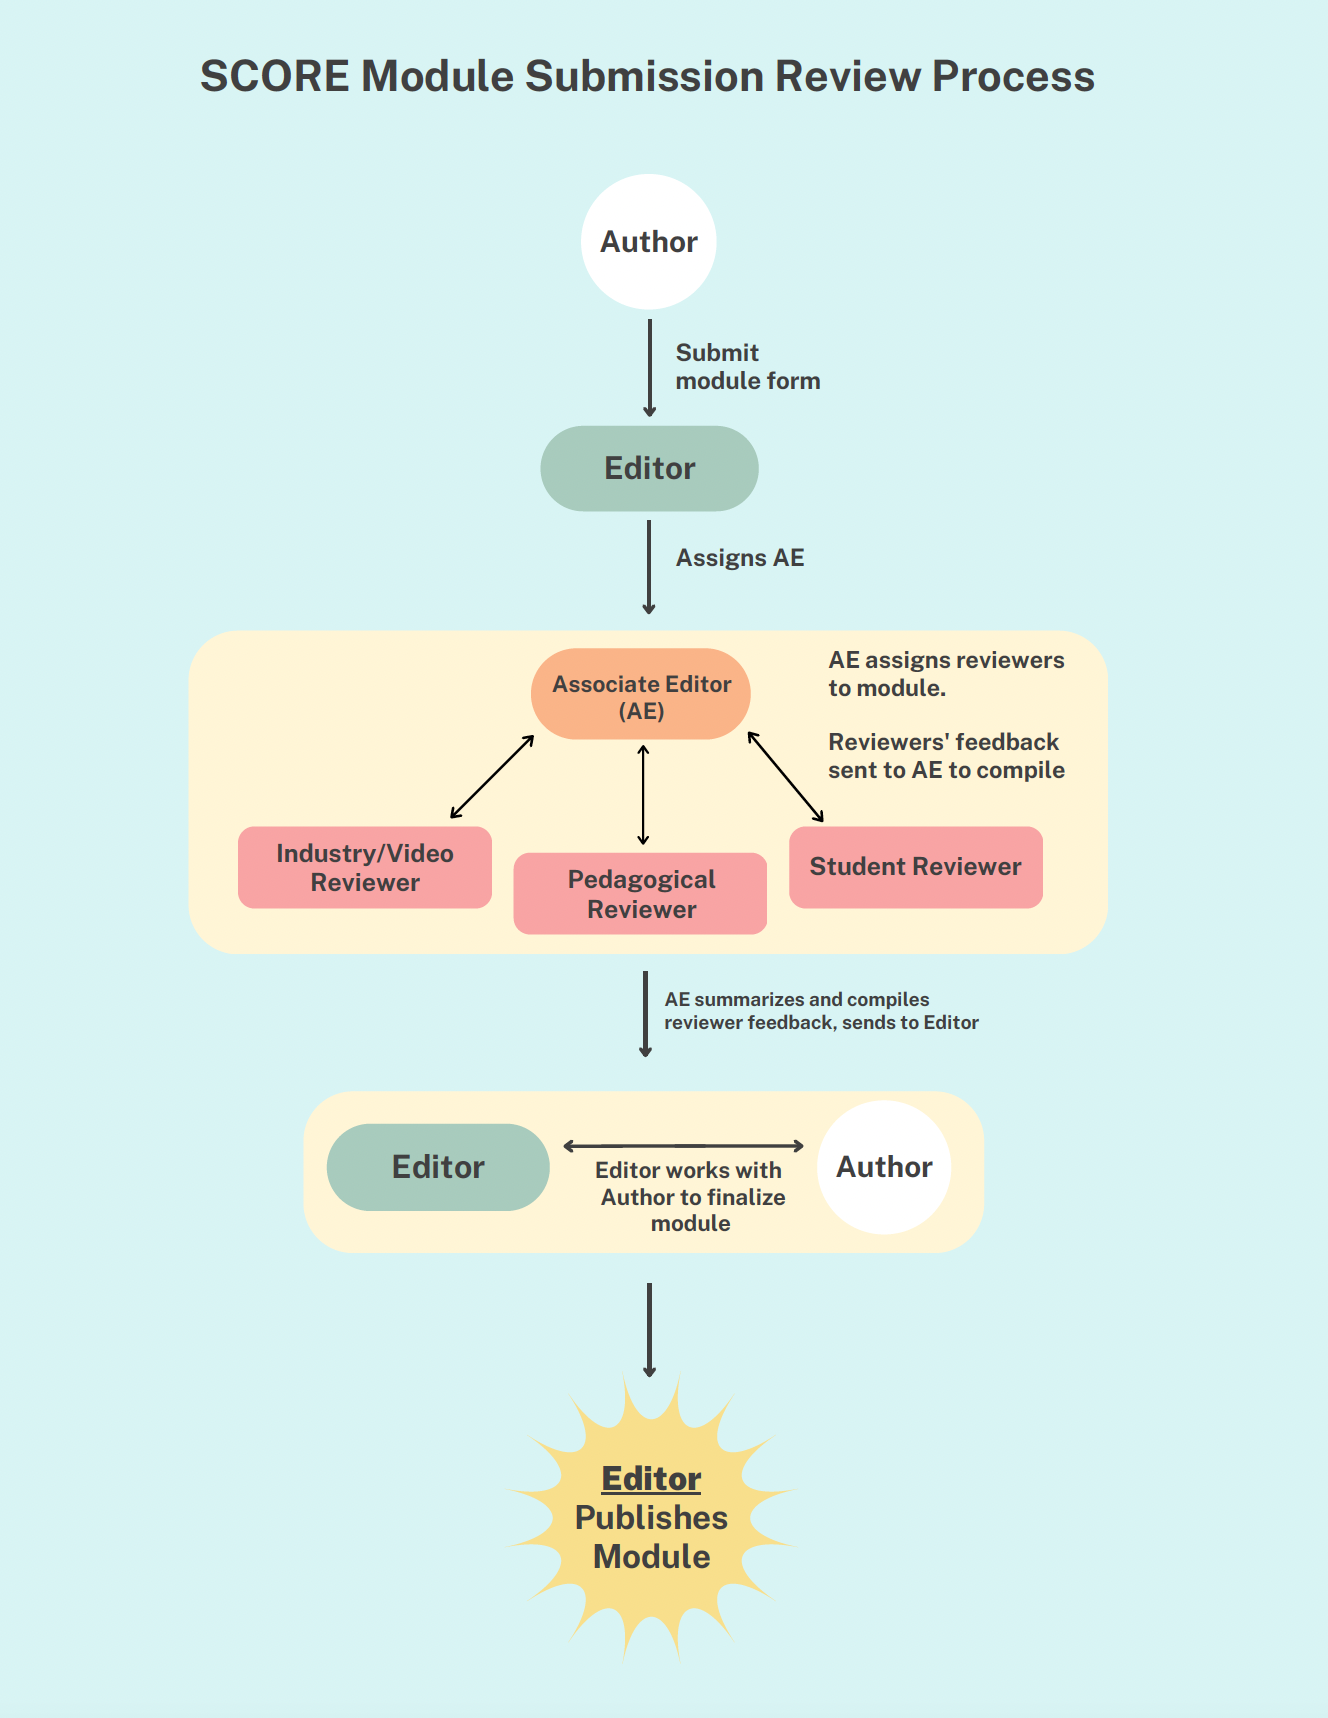 SCORE Module Submission Review Process
Author
Submit
module form
Editor
Assigns AE
Associate Editor
(AE)
AE assigns reviewers
to module.
Reviewers' feedback
sent to AE to compile
Industry/Video
Reviewer
Pedagogical
Reviewer
Student Reviewer
AE summarizes and compiles
reviewer feedback, sends to Editor
Editor
Editor works with
Author to finalize
module
Author
Editor
Publishes
Module